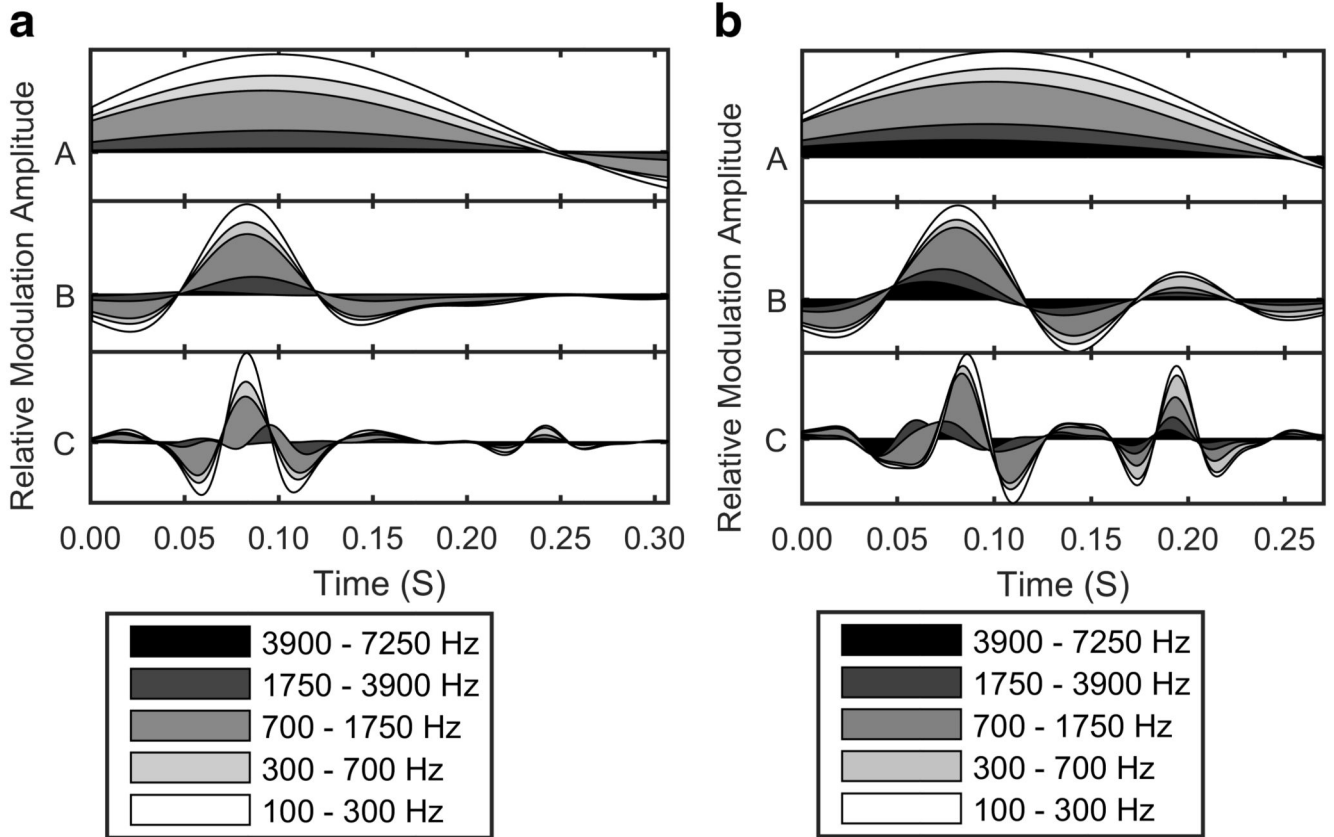 a
Relative Modulation Amplitude
A
B
C
0.00 0.05 0.10 0.15 0.20 0.25 0.30
Time (S)
3900 - 7250 Hz
1750 - 3900 Hz
700 - 1750 Hz
300 - 700 Hz
100 - 300 Hz
b
Relative Modulation Amplitude
A
B
C
0.00 0.05 0.10 0.15 0.20 0.25
Time (S)
3900 - 7250 Hz
1750 - 3900 Hz
700 - 1750 Hz
300 - 700 Hz
100 - 300 Hz